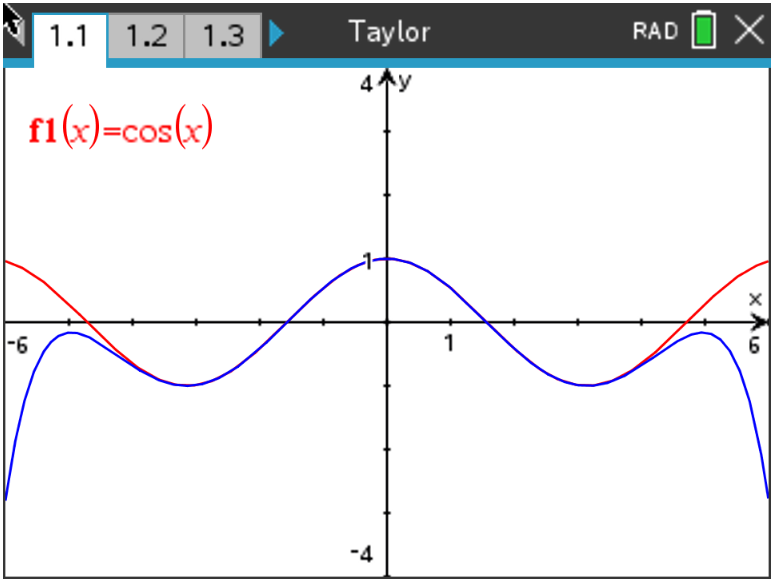 1.1 1.2 1.3 Taylor RAD
4 y
f1(x)=cos(x)
1
x
-6 1 6
-4